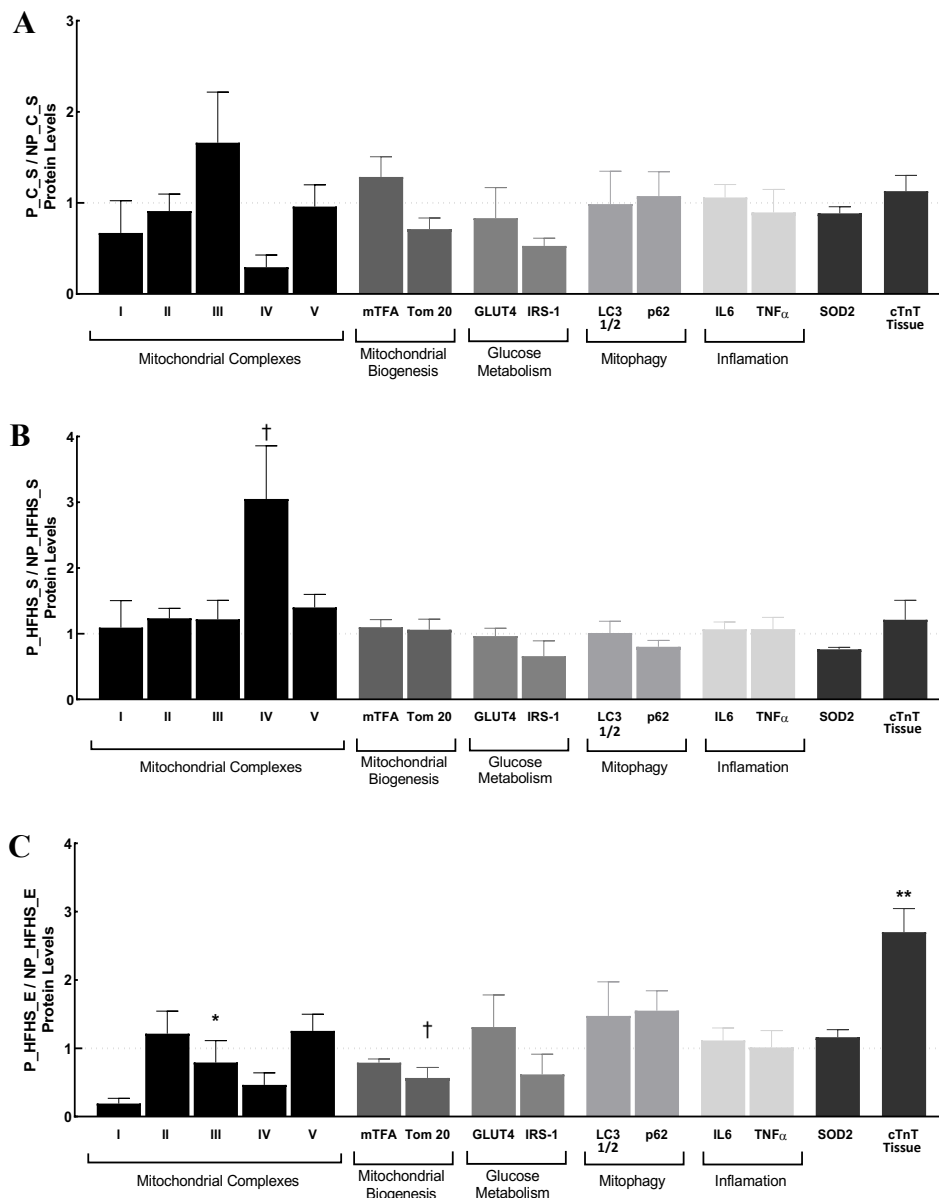 A
P_C_S / NP_C_S
Protein Levels
3
2
1
0
I II III IV V mTFA Tom 20 GLUT4 IRS-1 LC3 p62 IL6 TNFα SOD2 cTnT
1/2 Tissue
Mitochondrial Complexes Mitochondrial Glucose Mitophagy Inflamation
Biogenesis Metabolism
B
P_HFHS_S / NP_HFHS_S
Protein Levels
4
†
3
2
1
0
I II III IV V mTFA Tom 20 GLUT4 IRS-1 LC3 p62 IL6 TNFα SOD2 cTnT
1/2 Tissue
Mitochondrial Complexes Mitochondrial Glucose Mitophagy Inflamation
Biogenesis Metabolism
C
P_HFHS_E / NP_HFHS_E
Protein Levels
4
**
3
2
* †
1
0
I II III IV V mTFA Tom 20 GLUT4 IRS-1 LC3 p62 IL6 TNFα SOD2 cTnT
1/2 Tissue
Mitochondrial Complexes Mitochondrial Glucose Mitophagy Inflamation
Biogenesis Metabolism